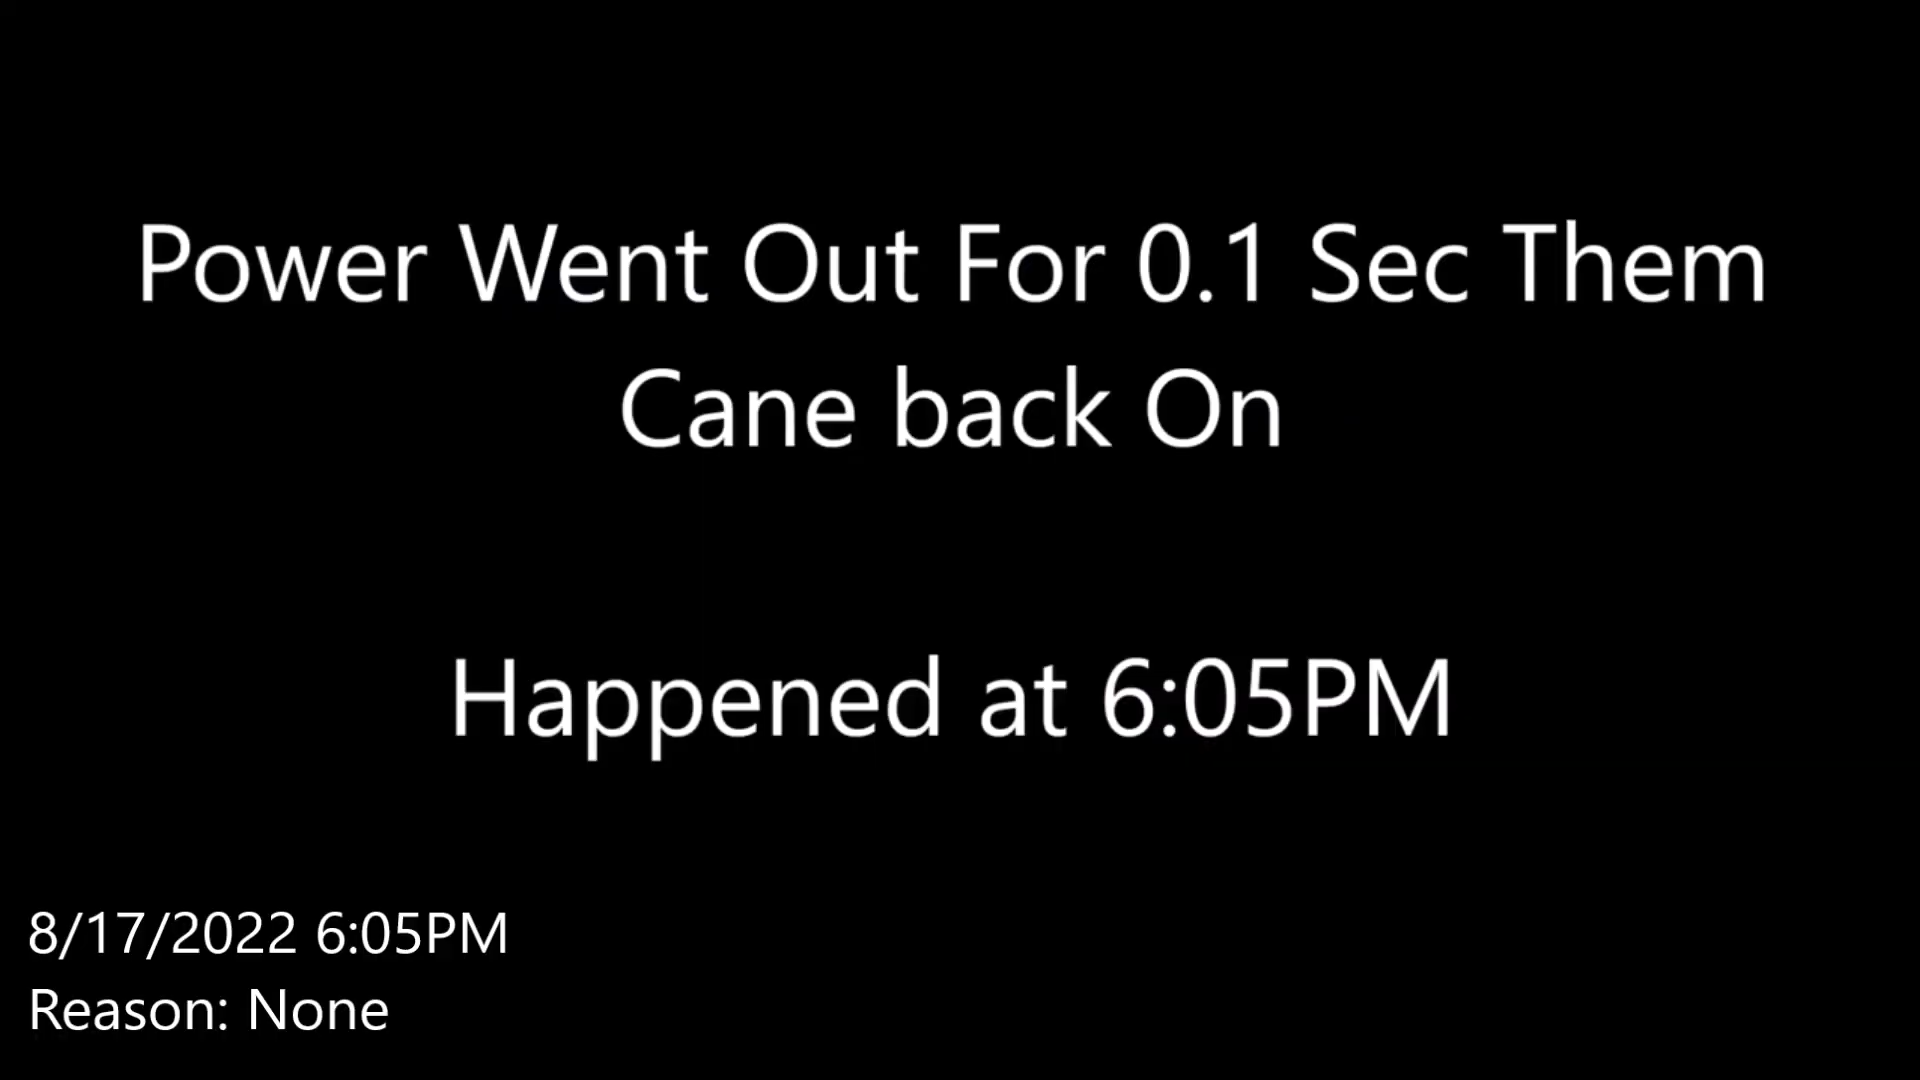 Power Went Out For 0.1 Sec Them
Cane back On
Happened at 6:05PM
8/17/2022 6:05PM
Reason: None